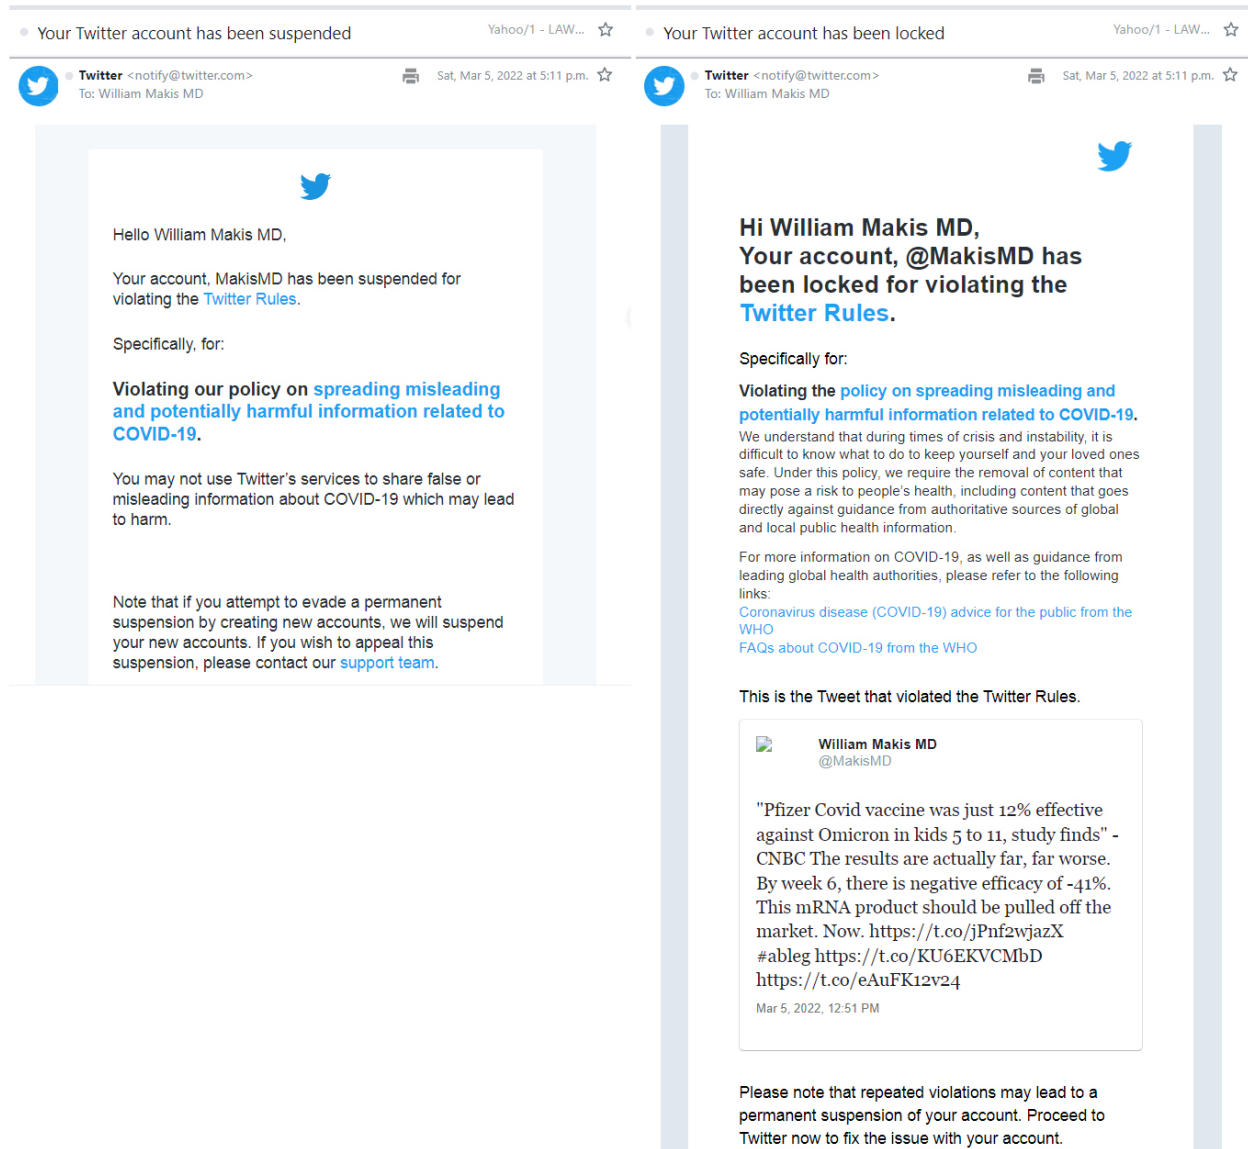 Your Twitter account has been suspended
Yahoo/1 - LAW...
Twitter <notify@twitter.com>
Sat, Mar 5, 2022 at 5:11 p.m.
To: William Makis MD
Hello William Makis MD,
Your account, MakisMD has been suspended for
violating the Twitter Rules.
Specifically, for:
Violating our policy on spreading misleading
and potentially harmful information related to
COVID-19.
You may not use Twitter’s services to share false or
misleading information about COVID-19 which may lead
to harm.
Note that if you attempt to evade a permanent
suspension by creating new accounts, we will suspend
your new accounts. If you wish to appeal this
suspension, please contact our support team.
Your Twitter account has been locked
Yahoo/1 - LAW...
Twitter <notify@twitter.com>
Sat, Mar 5, 2022 at 5:11 p.m.
To: William Makis MD
Hi William Makis MD,
Your account, @MakisMD has
been locked for violating the
Twitter Rules.
Specifically for:
Violating the policy on spreading misleading and
potentially harmful information related to COVID-19.
We understand that during times of crisis and instability, it is
difficult to know what to do to keep yourself and your loved ones
safe. Under this policy, we require the removal of content that
may pose a risk to people’s health, including content that goes
directly against guidance from authoritative sources of global
and local public health information.
For more information on COVID-19, as well as guidance from
leading global health authorities, please refer to the following
links:
Coronavirus disease (COVID-19) advice for the public from the
WHO
FAQs about COVID-19 from the WHO
This is the Tweet that violated the Twitter Rules.
William Makis MD
@MakisMD
"Pfizer Covid vaccine was just 12% effective
against Omicron in kids 5 to 11, study finds" -
CNBC The results are actually far, far worse.
By week 6, there is negative efficacy of -41%.
This mRNA product should be pulled off the
market. Now. https://t.co/jPnf2wjazX
#ableg https://t.co/KU6EKVCMbD
https://t.co/eAuFK12v24
Mar 5, 2022, 12:51 PM
Please note that repeated violations may lead to a
permanent suspension of your account. Proceed to
Twitter now to fix the issue with your account.